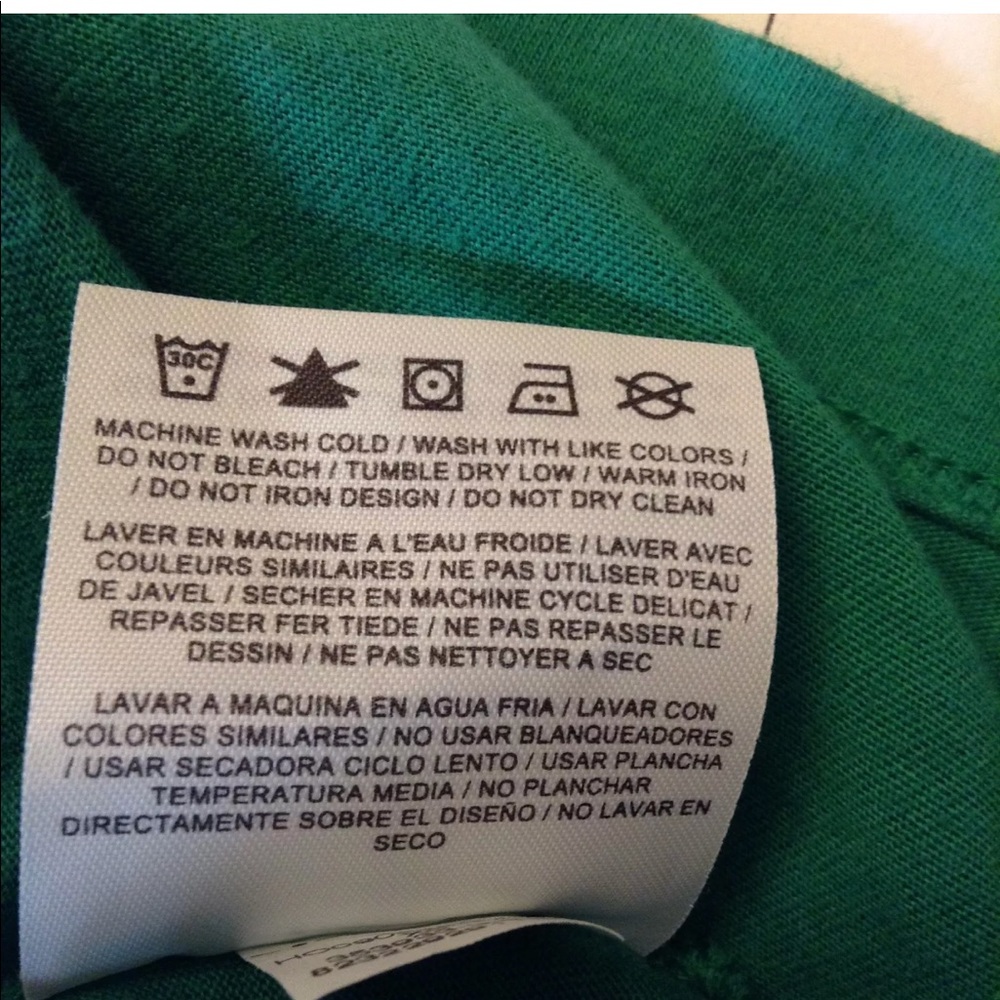 30C
MACHINE WASH COLD / WASH WITH LIKE COLORS /
DO NOT BLEACH / TUMBLE DRY LOW / WARM IRON
/ DO NOT IRON DESIGN / DO NOT DRY CLEAN
LAVER EN MACHINE A L'EAU FROIDE / LAVER AVEC
COULEURS SIMILAIRES / NE PAS UTILISER D'EAU
DE JAVEL / SECHER EN MACHINE CYCLE DELICAT /
REPASSER FER TIEDE / NE PAS REPASSER LE
DESSIN / NE PAS NETTOYER A SEC
LAVAR A MAQUINA EN AGUA FRIA / LAVAR CON
COLORES SIMILARES / NO USAR BLANQUEADORES
/ USAR SECADORA CICLO LENTO / USAR PLANCHA
TEMPERATURA MEDIA / NO PLANCHAR
DIRECTAMENTE SOBRE EL DISEÑO / NO LAVAR EN
SECO